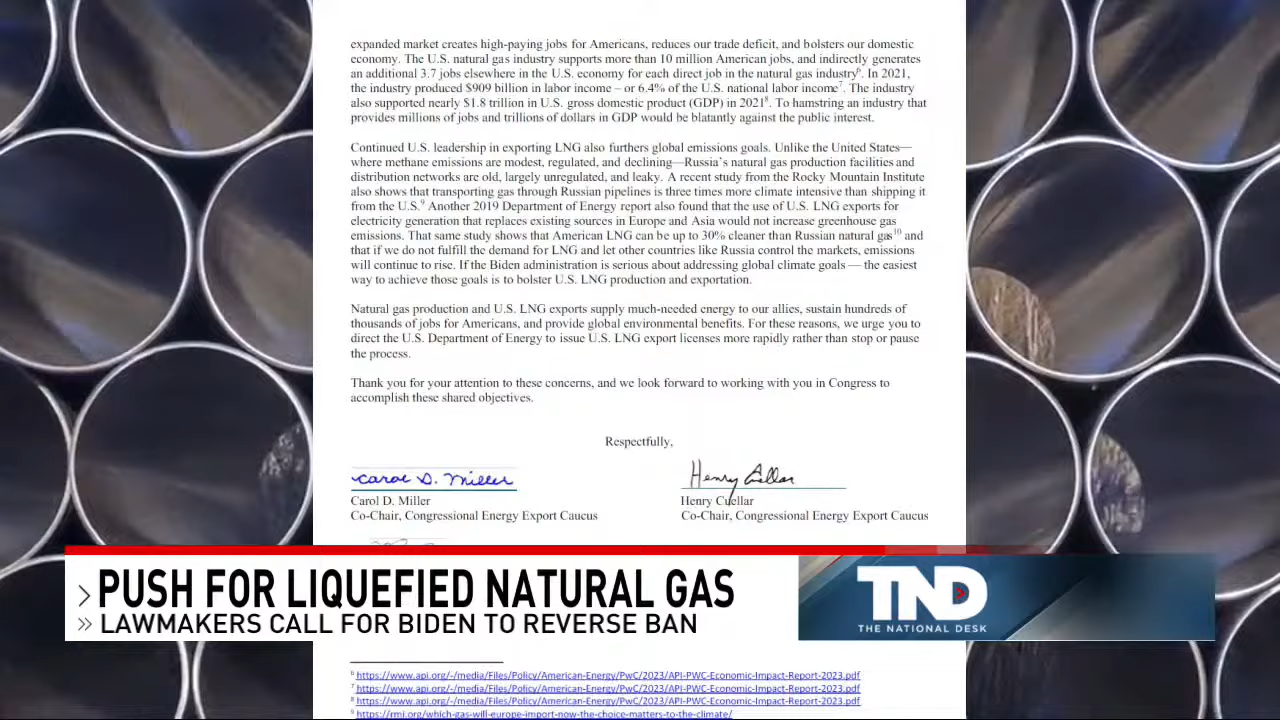 expanded market creates high-paying jobs for Americans, reduces our trade deficit, and bolsters our domestic
economy. The U.S. natural gas industry supports more than 10 million American jobs, and indirectly generates
an additional 3.7 jobs elsewhere in the U.S. economy for each direct job in the natural gas industry⁶. In 2021,
the industry produced $909 billion in labor income – or 6.4% of the U.S. national labor income⁷. The industry
also supported nearly $1.8 trillion in U.S. gross domestic product (GDP) in 2021⁸. To hamstring an industry that
provides millions of jobs and trillions of dollars in GDP would be blatantly against the public interest.
Continued U.S. leadership in exporting LNG also furthers global emissions goals. Unlike the United States—
where methane emissions are modest, regulated, and declining—Russia’s natural gas production facilities and
distribution networks are old, largely unregulated, and leaky. A recent study from the Rocky Mountain Institute
also shows that transporting gas through Russian pipelines is three times more climate intensive than shipping it
from the U.S.⁹ Another 2019 Department of Energy report also found that the use of U.S. LNG exports for
electricity generation that replaces existing sources in Europe and Asia would not increase greenhouse gas
emissions. That same study shows that American LNG can be up to 30% cleaner than Russian natural gas¹⁰ and
that if we do not fulfill the demand for LNG and let other countries like Russia control the markets, emissions
will continue to rise. If the Biden administration is serious about addressing global climate goals — the easiest
way to achieve those goals is to bolster U.S. LNG production and exportation.
Natural gas production and U.S. LNG exports supply much-needed energy to our allies, sustain hundreds of
thousands of jobs for Americans, and provide global environmental benefits. For these reasons, we urge you to
direct the U.S. Department of Energy to issue U.S. LNG export licenses more rapidly rather than stop or pause
the process.
Thank you for your attention to these concerns, and we look forward to working with you in Congress to
accomplish these shared objectives.
Respectfully,
Carol D. Miller
Henry Cuellar
Carol D. Miller
Henry Cuellar
Co-Chair, Congressional Energy Export Caucus
Co-Chair, Congressional Energy Export Caucus
PUSH FOR LIQUEFIED NATURAL GAS
LAWMAKERS CALL FOR BIDEN TO REVERSE BAN
TND
THE NATIONAL DESK
⁶ https://www.api.org/-/media/Files/Policy/American-Energy/PwC/2023/API-PWC-Economic-Impact-Report-2023.pdf
⁷ https://www.api.org/-/media/Files/Policy/American-Energy/PwC/2023/API-PWC-Economic-Impact-Report-2023.pdf
⁸ https://www.api.org/-/media/Files/Policy/American-Energy/PwC/2023/API-PWC-Economic-Impact-Report-2023.pdf
⁹ https://rmi.org/which-gas-will-europe-import-now-the-choice-matters-to-the-climate/